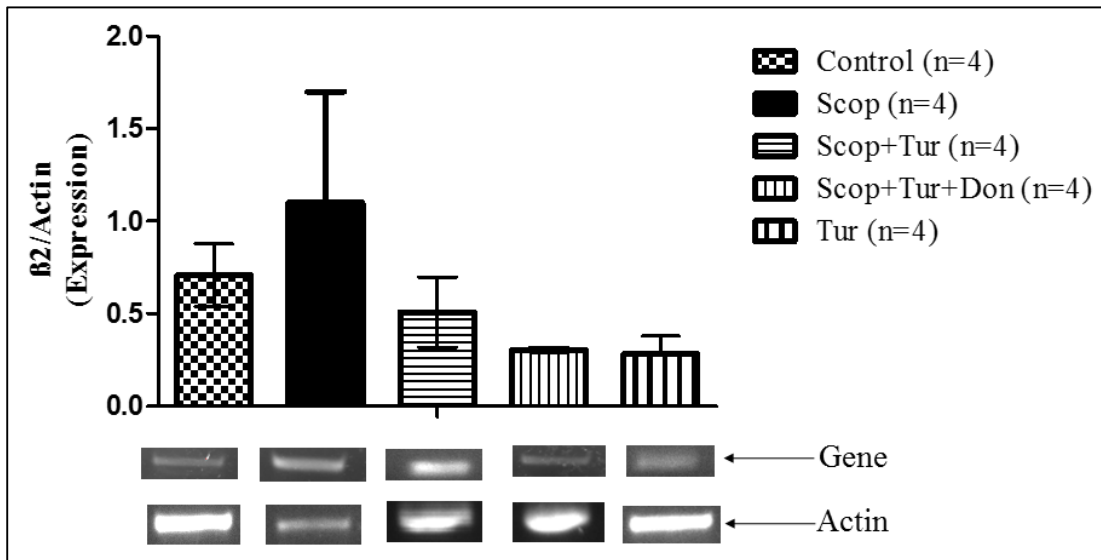 2.0
1.5
1.0
0.5
0.0
ß2/Actin
(Expression)
Control (n=4)
Scop (n=4)
Scop+Tur (n=4)
Scop+Tur+Don (n=4)
Tur (n=4)
Gene
Actin